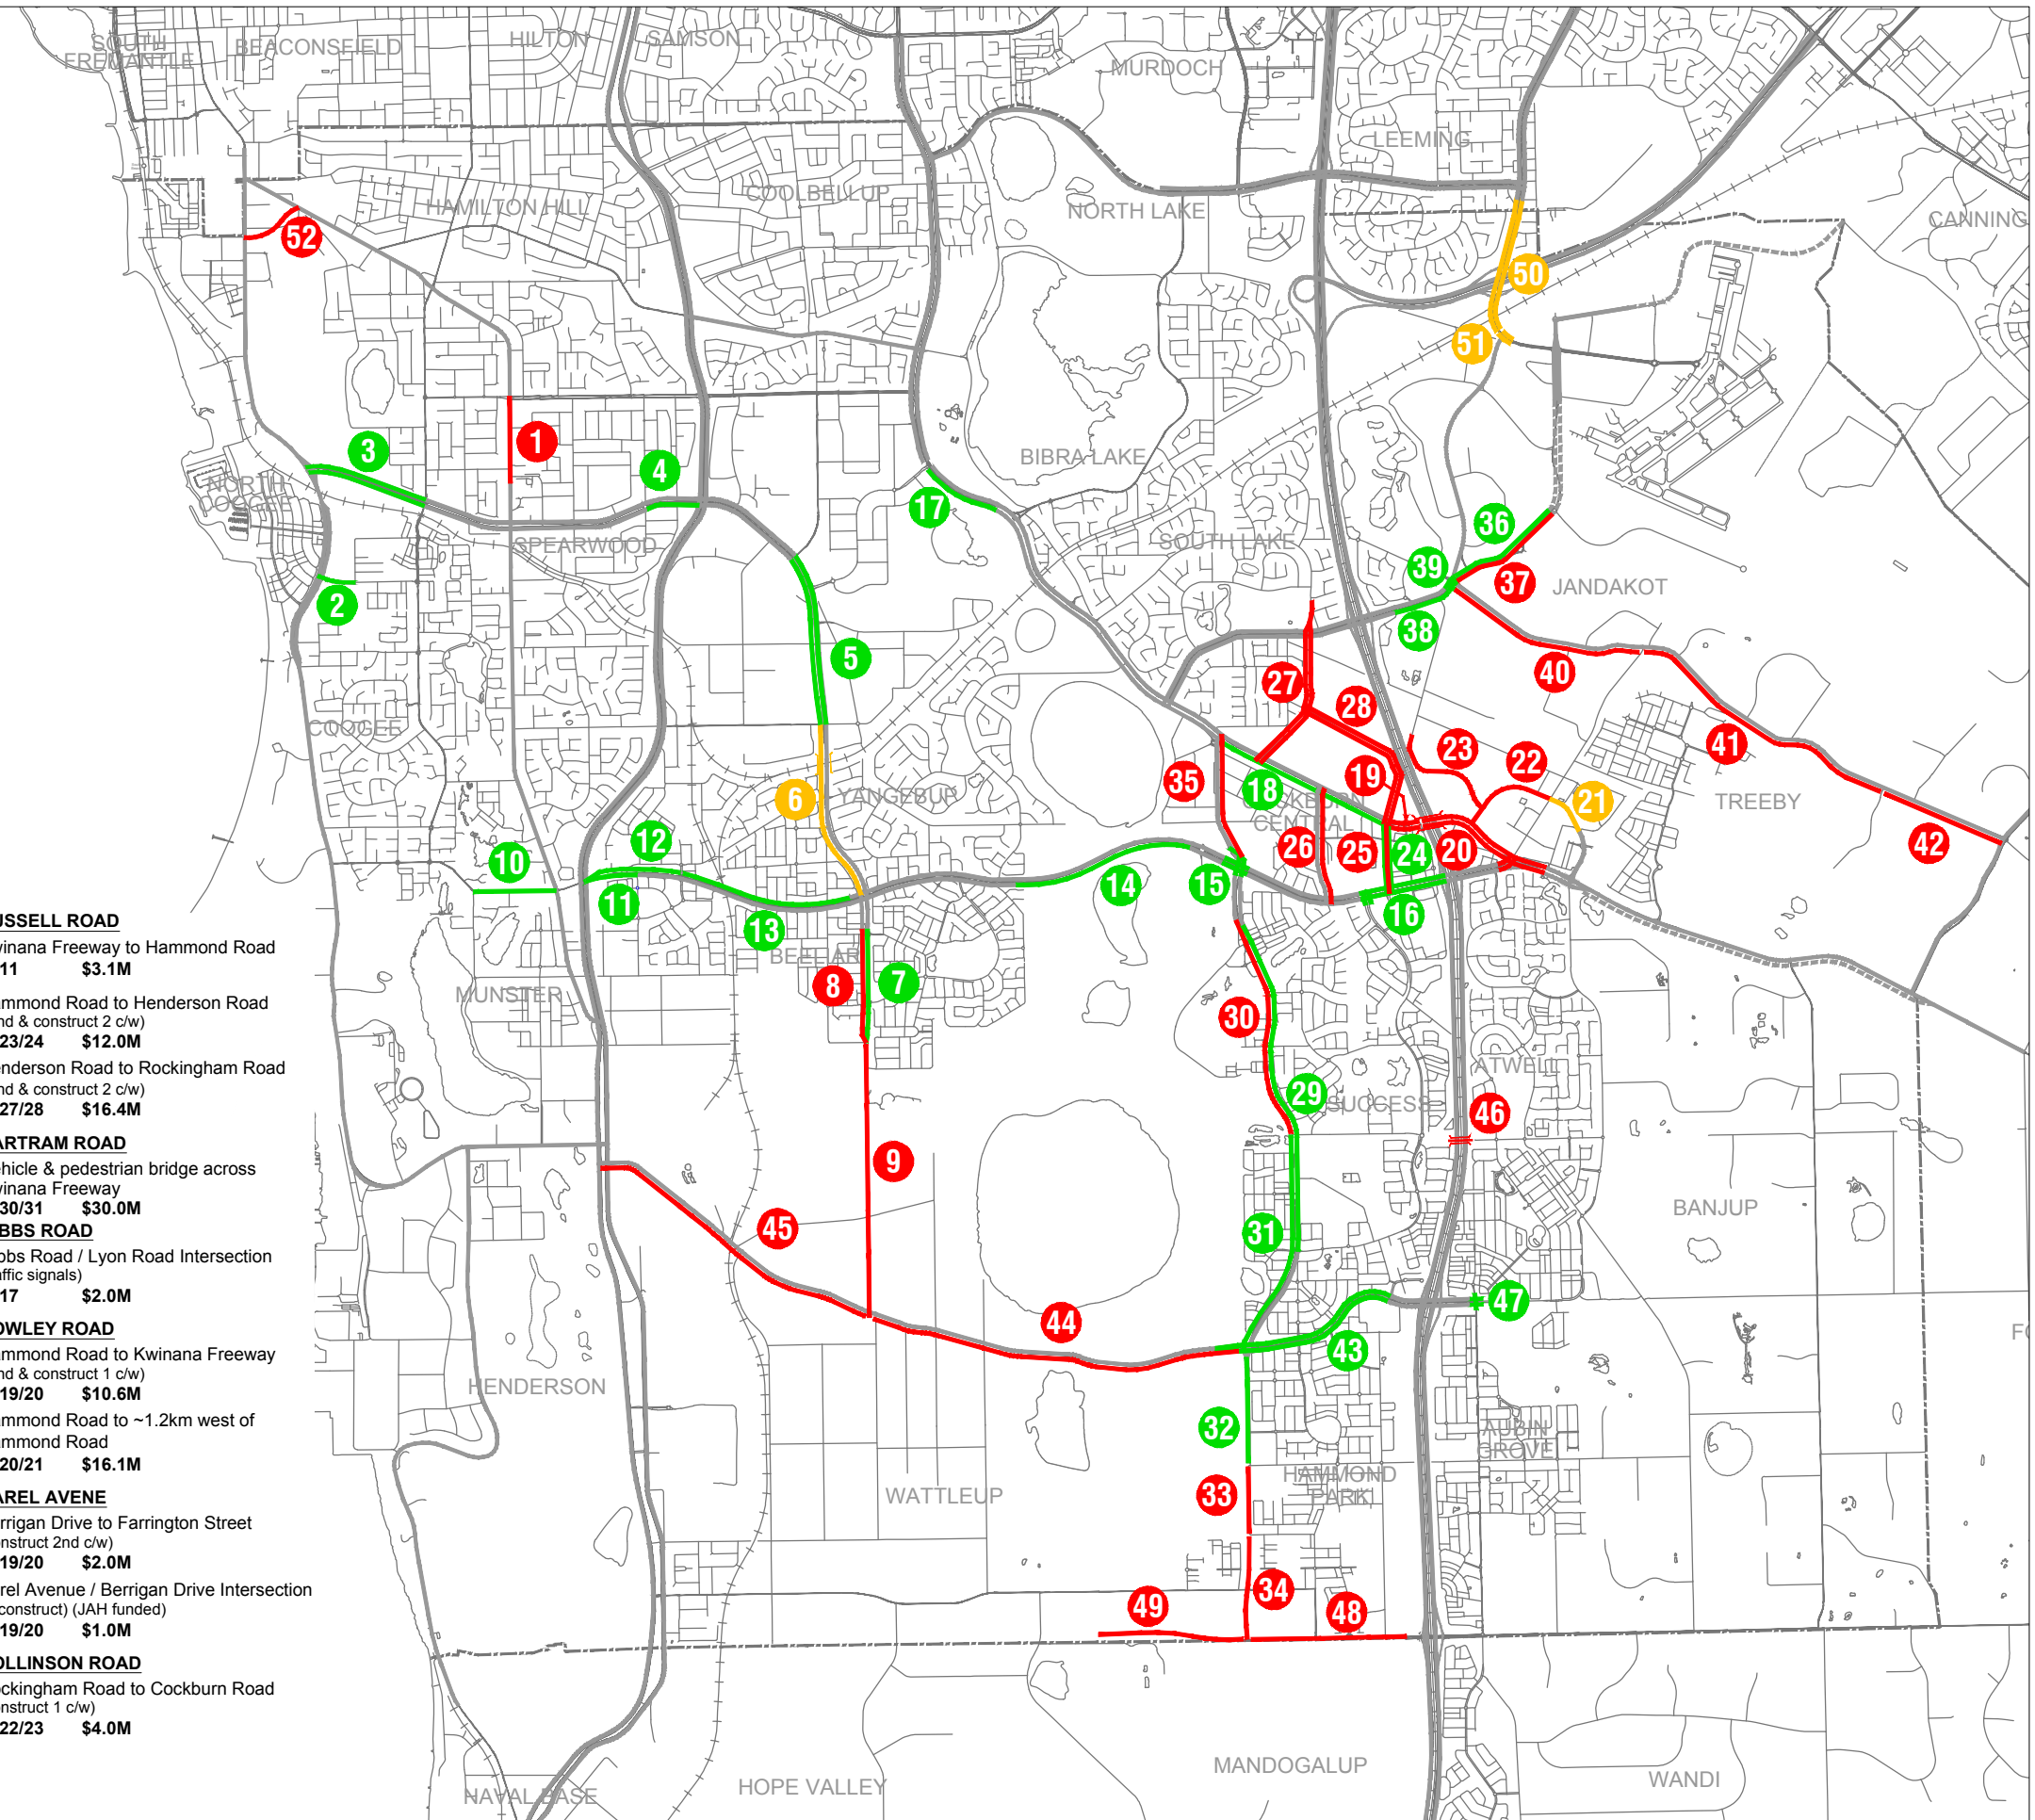 SOUTH
FREMANTLE
BEACONSFIELD
HILTON
SAMSON
MURDOCH
LEEMING
COOLBELLUP
HAMILTON HILL
NORTH LAKE
CANNING
52
50
51
3
1
4
BIBRA LAKE
NORTH
COOGEE
17
36
SPEARWOOD
SOUTH LAKE
39
37
JANDAKOT
2
38
5
40
27
28
COOGEE
23
41
22
19
35
18
6
YANGEBUP
21
TREEBY
COCKBURN
CENTRAL
12
26
25
24
20
42
10
14
15
11
16
13
BEELIAR
8
7
MUNSTER
30
ATWELL
29
SUCCESS
46
9
BANJUP
45
31
47
44
43
HENDERSON
32
AUBIN
GROVE
HAMMOND
PARK
WATTLEUP
33
34
49
48
MANDOGALUP
WANDI
HOPE VALLEY
NAVAL BASE
USSELL ROAD
winana Freeway to Hammond Road
11 $3.1M
ammond Road to Henderson Road
nd & construct 2 c/w)
23/24 $12.0M
enderson Road to Rockingham Road
nd & construct 2 c/w)
27/28 $16.4M
ARTRAM ROAD
ehicle & pedestrian bridge across
winana Freeway
30/31 $30.0M
BBS ROAD
obs Road / Lyon Road Intersection
affic signals)
17 $2.0M
OWLEY ROAD
ammond Road to Kwinana Freeway
nd & construct 1 c/w)
19/20 $10.6M
ammond Road to ~1.2km west of
ammond Road
20/21 $16.1M
AREL AVENE
rrigan Drive to Farrington Street
onstruct 2nd c/w)
19/20 $2.0M
rel Avenue / Berrigan Drive Intersection
construct) (JAH funded)
19/20 $1.0M
OLLINSON ROAD
ockingham Road to Cockburn Road
onstruct 1 c/w)
22/23 $4.0M